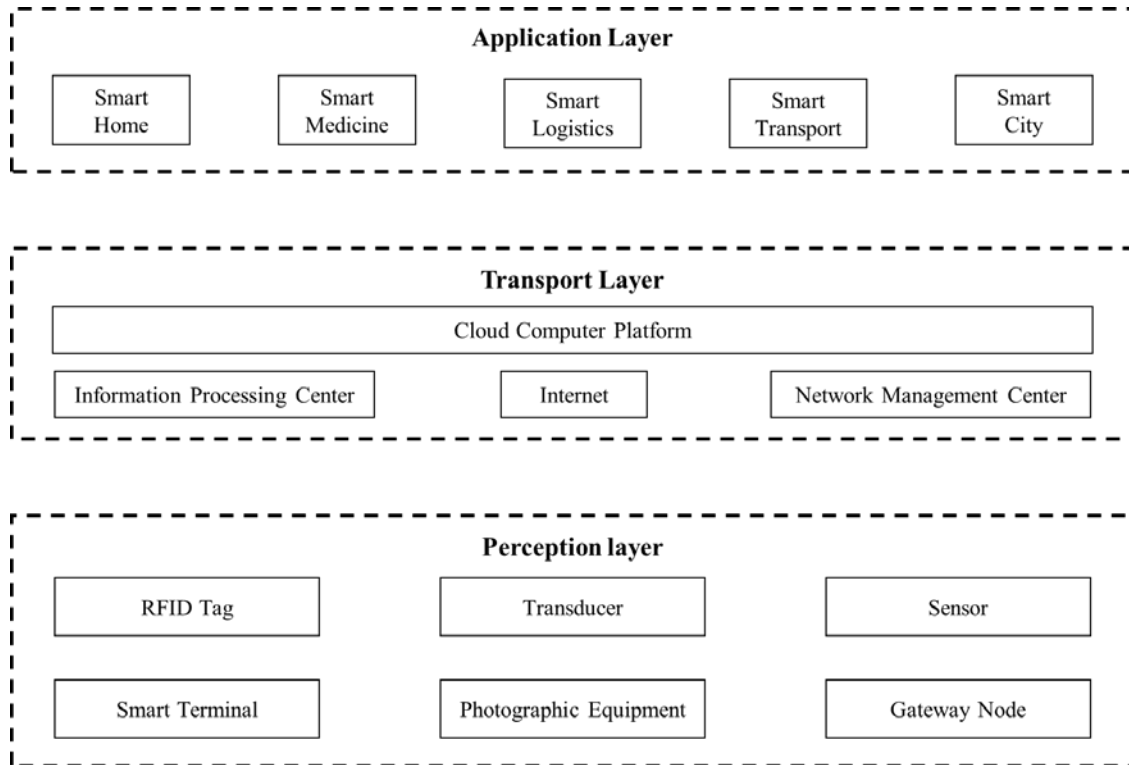 Application Layer
Smart
Home
Smart
Medicine
Smart
Logistics
Smart
Transport
Smart
City
Transport Layer
Cloud Computer Platform
Information Processing Center
Internet
Network Management Center
Perception layer
RFID Tag
Transducer
Sensor
Smart Terminal
Photographic Equipment
Gateway Node